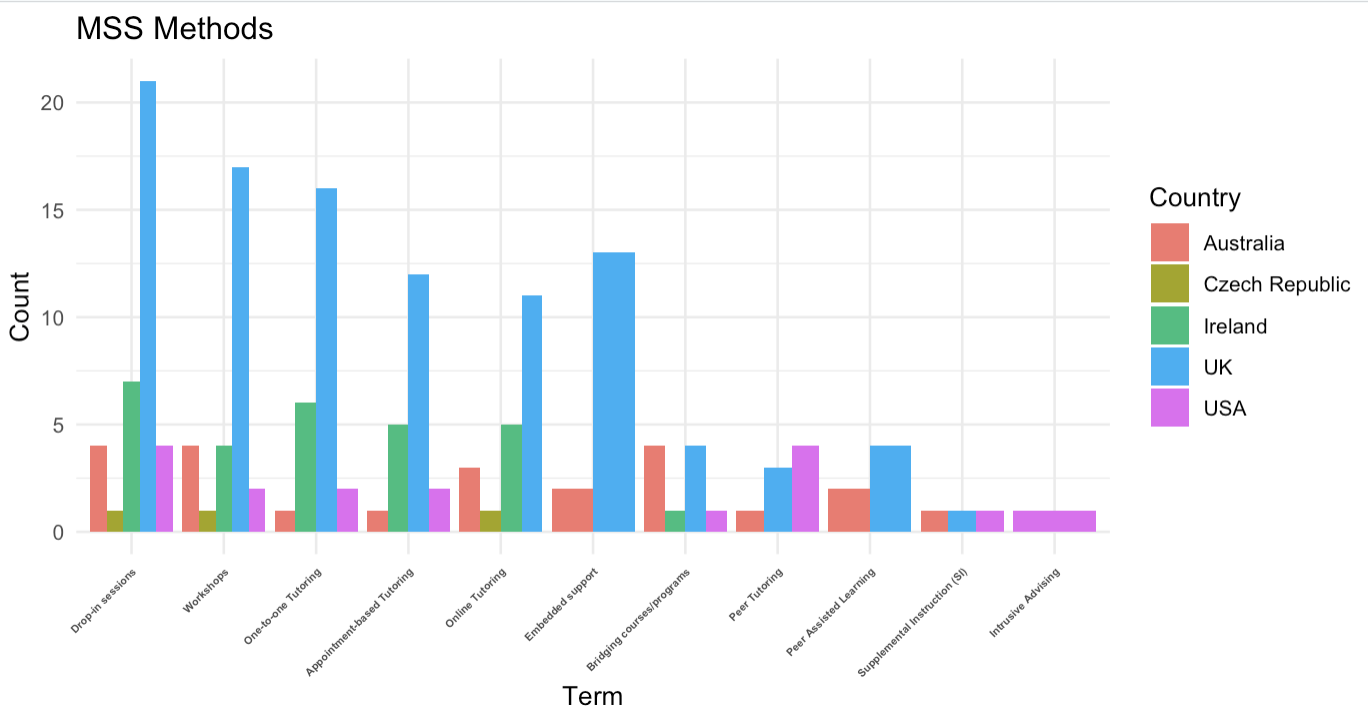 MSS Methods
20
15
10
5
0
Count
Drop-in sessions
Workshops
One-to-one Tutoring
Appointment-based Tutoring
Online Tutoring
Embedded support
Bridging courses/programs
Peer Tutoring
Peer Assisted Learning
Supplemental Instruction (SI)
Intrusive Advising
Term
Country
Australia
Czech Republic
Ireland
UK
USA